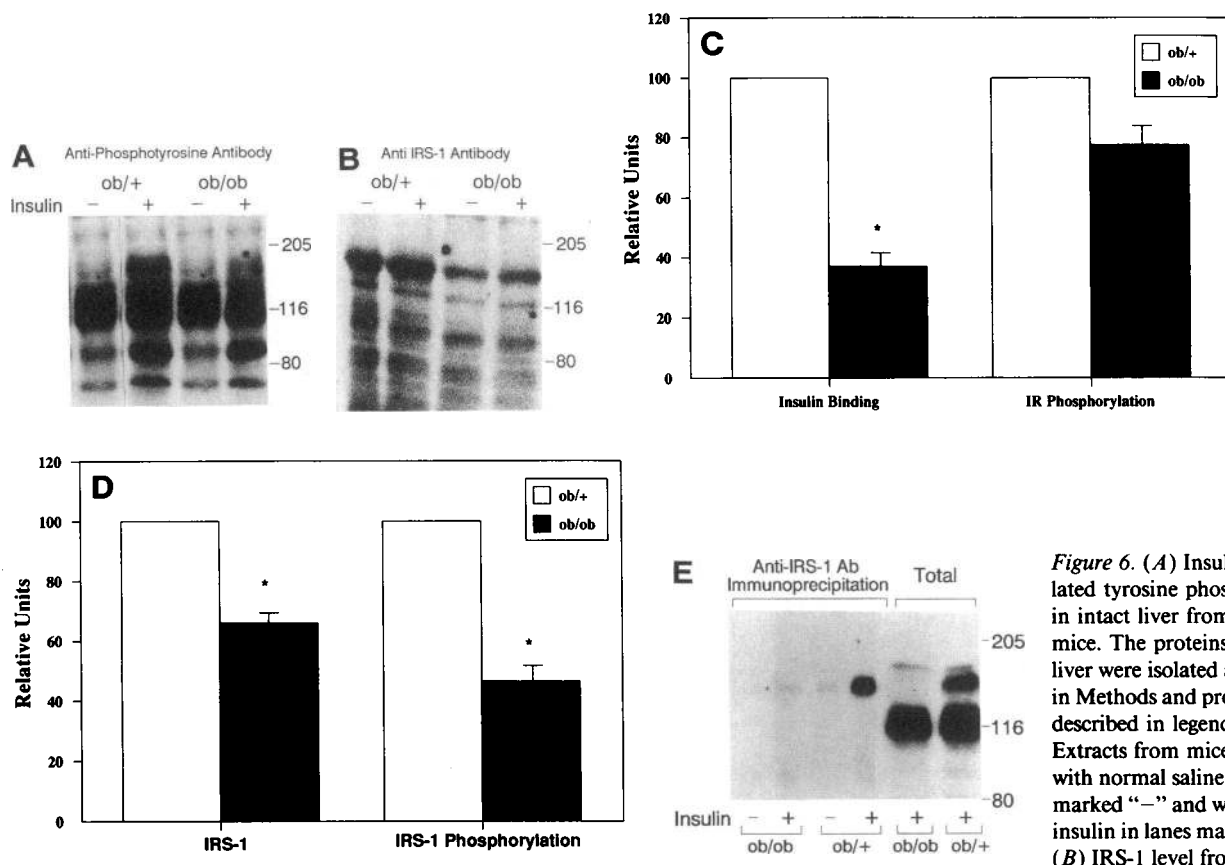 A Anti-Phosphotyrosine Antibody
ob/+ ob/ob
Insulin − + − +
-205
-116
-80
B Anti IRS-1 Antibody
ob/+ ob/ob
− + − +
-205
-116
-80
C
ob/+
ob/ob
Relative Units
120
100
80
60
40
20
0
*
Insulin Binding IR Phosphorylation
D
ob/+
ob/ob
Relative Units
120
100
80
60
40
20
0
* *
IRS-1 IRS-1 Phosphorylation
E Anti-IRS-1 Ab Immunoprecipitation Total
-205
-116
-80
Insulin − + − + + +
ob/ob ob/+ ob/ob ob/+
Figure 6. (A) Insul
lated tyrosine phos
in intact liver from
mice. The proteins
liver were isolated a
in Methods and pro
described in legend
Extracts from mice
with normal saline
marked “−” and w
insulin in lanes ma
(B) IRS-1 level fro